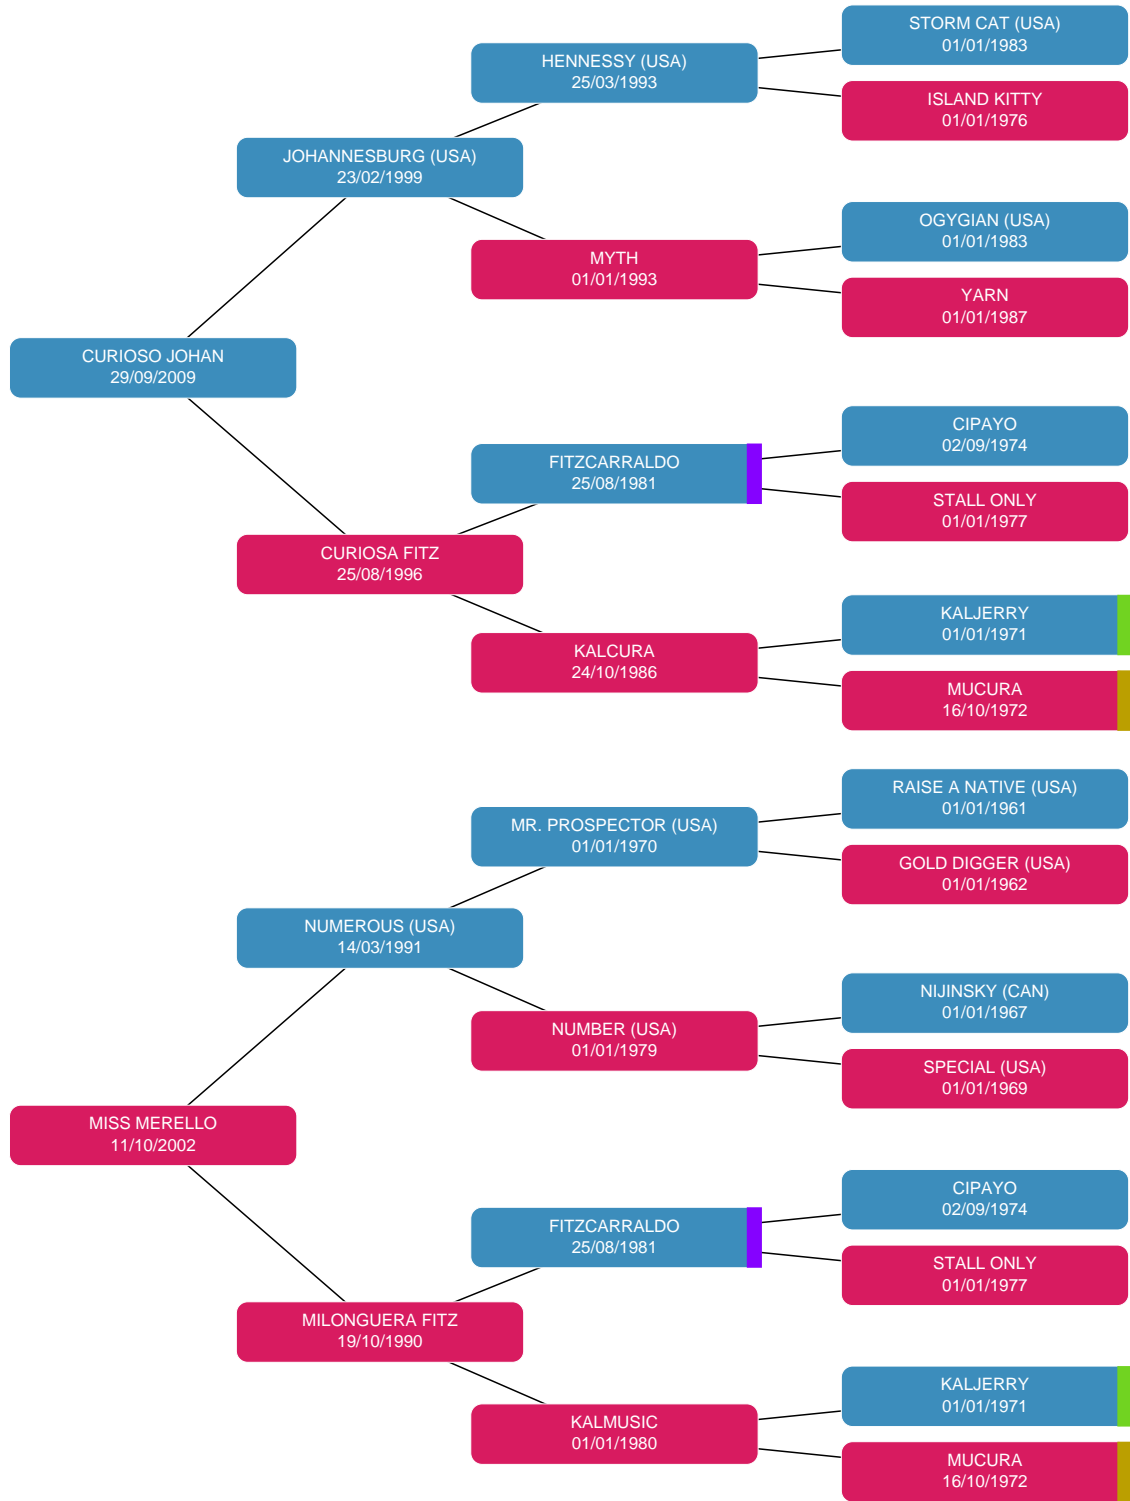 STORM CAT (USA)
01/01/1983
HENNESSY (USA)
25/03/1993
ISLAND KITTY
01/01/1976
JOHANNESBURG (USA)
23/02/1999
OGYGIAN (USA)
01/01/1983
MYTH
01/01/1993
YARN
01/01/1987
CURIOSO JOHAN
29/09/2009
CIPAYO
02/09/1974
FITZCARRALDO
25/08/1981
STALL ONLY
01/01/1977
CURIOSA FITZ
25/08/1996
KALJERRY
01/01/1971
KALCURA
24/10/1986
MUCURA
16/10/1972
RAISE A NATIVE (USA)
01/01/1961
MR. PROSPECTOR (USA)
01/01/1970
GOLD DIGGER (USA)
01/01/1962
NUMEROUS (USA)
14/03/1991
NIJINSKY (CAN)
01/01/1967
NUMBER (USA)
01/01/1979
SPECIAL (USA)
01/01/1969
MISS MERELLO
11/10/2002
CIPAYO
02/09/1974
FITZCARRALDO
25/08/1981
STALL ONLY
01/01/1977
MILONGUERA FITZ
19/10/1990
KALJERRY
01/01/1971
KALMUSIC
01/01/1980
MUCURA
16/10/1972